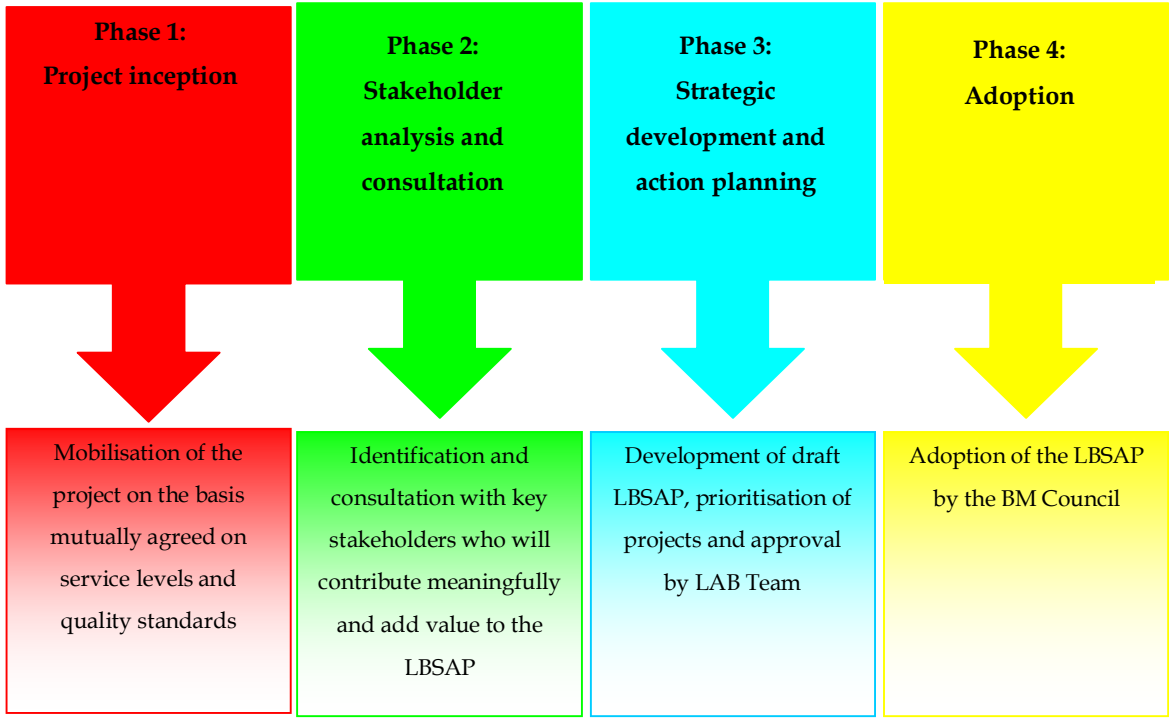 Phase 1:
Project inception
Phase 2:
Stakeholder
analysis and
consultation
Phase 3:
Strategic
development and
action planning
Phase 4:
Adoption
Mobilisation of the
project on the basis
mutually agreed on
service levels and
quality standards
Identification and
consultation with key
stakeholders who will
contribute meaningfully
and add value to the
LBSAP
Development of draft
LBSAP, prioritisation of
projects and approval
by LAB Team
Adoption of the LBSAP
by the BM Council